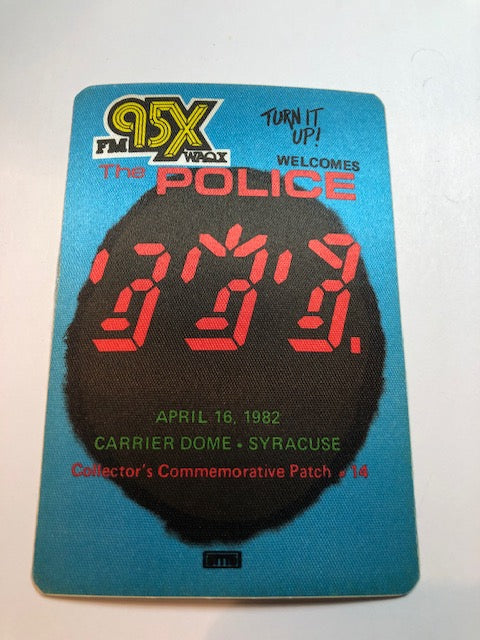 FM 95X
WAQX
TURN IT
UP!
WELCOMES
The POLICE
APRIL 16, 1982
CARRIER DOME • SYRACUSE
Collector's Commemorative Patch - 14